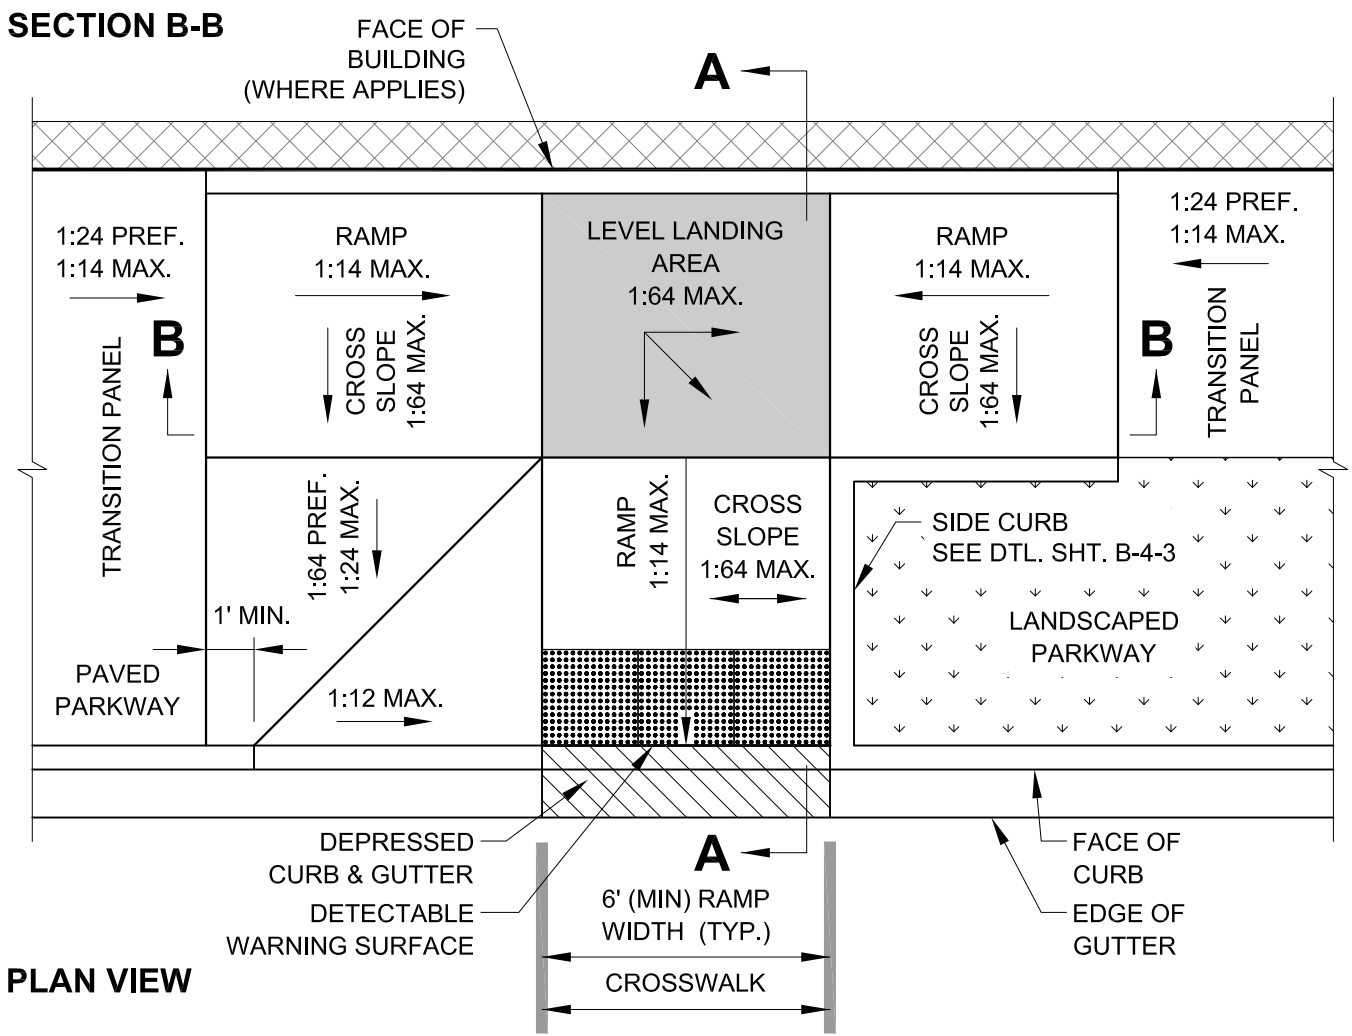 SECTION B-B
FACE OF
BUILDING
(WHERE APPLIES)
A
1:24 PREF.
1:14 MAX.
TRANSITION PANEL
B
RAMP
1:14 MAX.
CROSS
SLOPE
1:64 MAX.
LEVEL LANDING
AREA
1:64 MAX.
RAMP
1:14 MAX.
CROSS
SLOPE
1:64 MAX.
B
1:24 PREF.
1:14 MAX.
TRANSITION
PANEL
1:64 PREF.
1:24 MAX.
1' MIN.
PAVED
PARKWAY
1:12 MAX.
RAMP
1:14 MAX.
CROSS
SLOPE
1:64 MAX.
SIDE CURB
SEE DTL. SHT. B-4-3
LANDSCAPED
PARKWAY
DEPRESSED
CURB & GUTTER
DETECTABLE
WARNING SURFACE
A
6' (MIN) RAMP
WIDTH (TYP.)
CROSSWALK
FACE OF
CURB
EDGE OF
GUTTER
PLAN VIEW